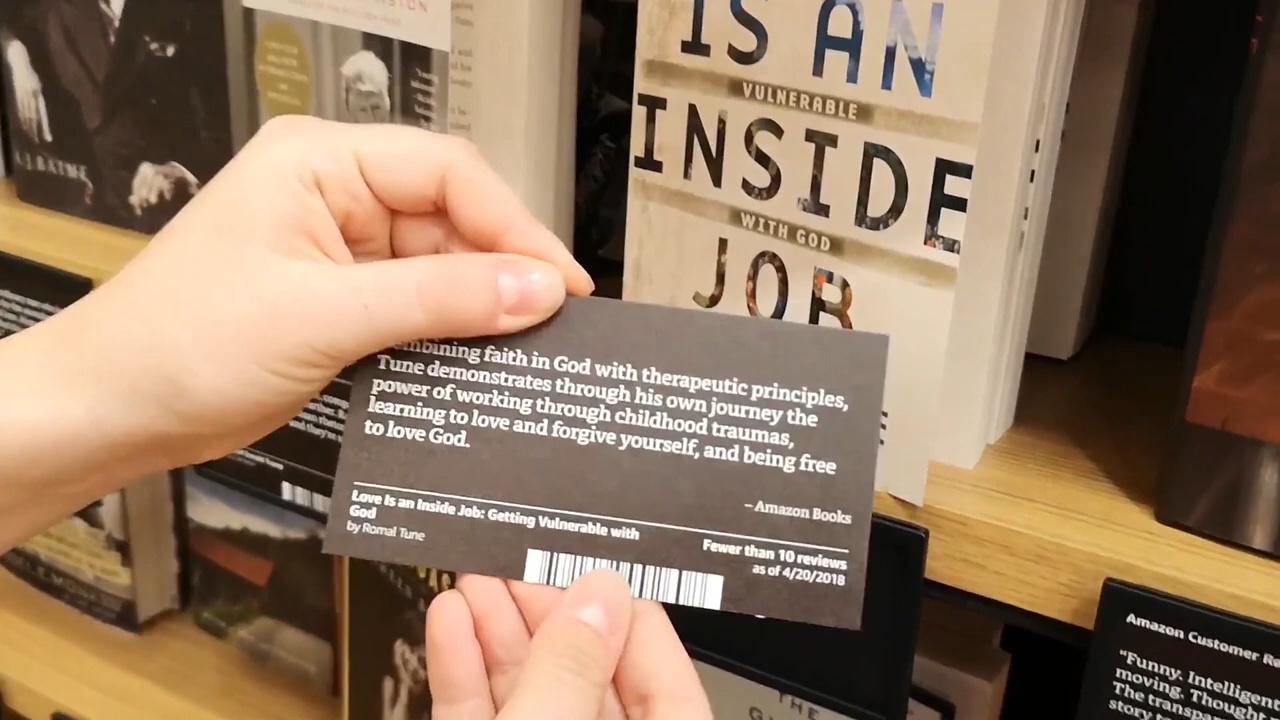 IS AN
VULNERABLE
INSIDE
WITH GOD
JOB
A.J. BAIME
Combining faith in God with therapeutic principles,
Tune demonstrates through his own journey the
power of working through childhood traumas,
learning to love and forgive yourself, and being free
to love God.
– Amazon Books
Love Is an Inside Job: Getting Vulnerable with
God
by Romal Tune
Fewer than 10 reviews
as of 4/20/2018
THE
Amazon Customer Re
“Funny. Intelligent
moving. Thought
The transpa
story